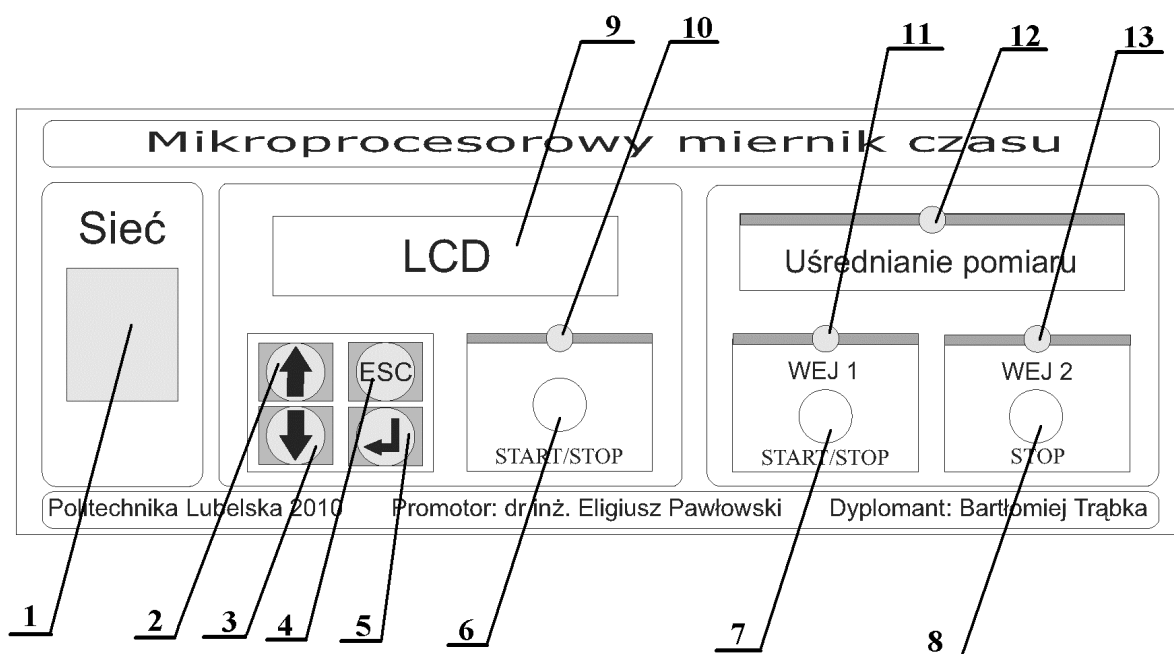 9 10 11 12 13
Mikroprocesorowy miernik czasu
Sieć
LCD
Uśrednianie pomiaru
ESC
WEJ 1
WEJ 2
START/STOP
START/STOP
STOP
Politechnika Lubelska 2010 Promotor: dr inż. Eligiusz Pawłowski Dyplomant: Bartłomiej Trąbka
1 2 3 4 5 6 7 8